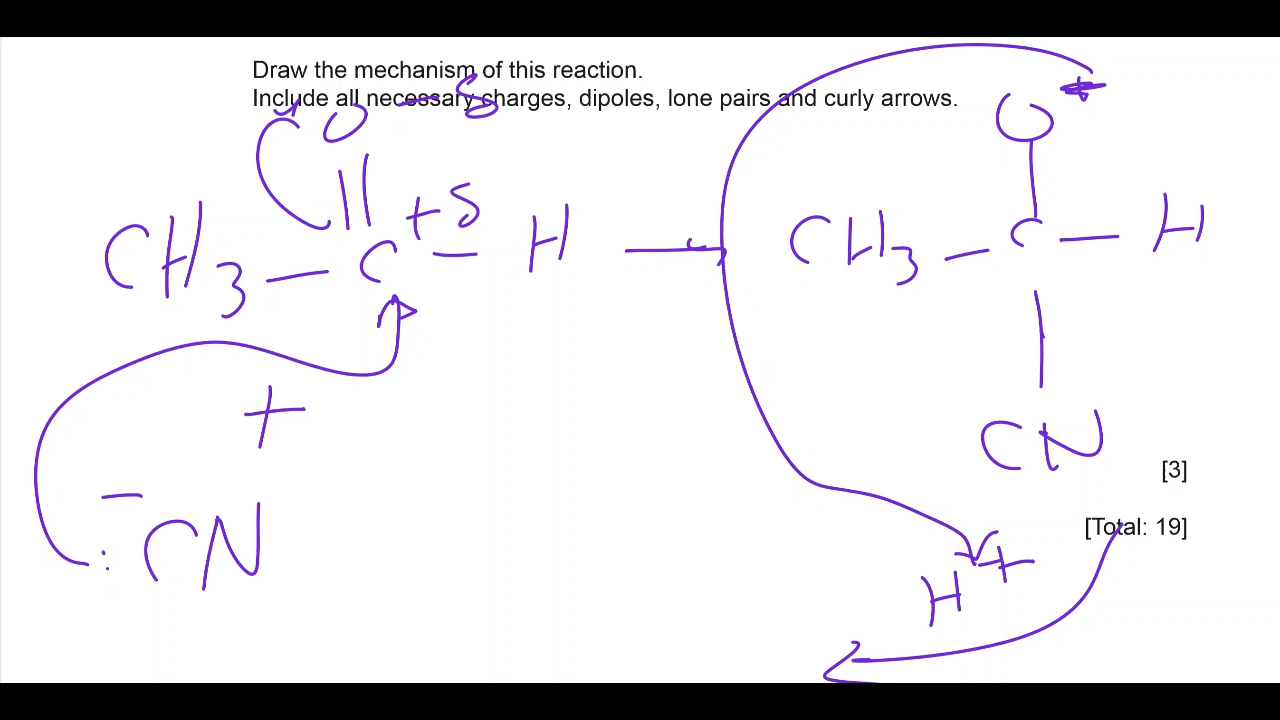 Draw the mechanism of this reaction.
Include all necessary charges, dipoles, lone pairs and curly arrows.
O -δ
O
+δ
CH3 - C - H
CH3 - C - H
+
CN
[3]
-
: CN
[Total: 19]
H+